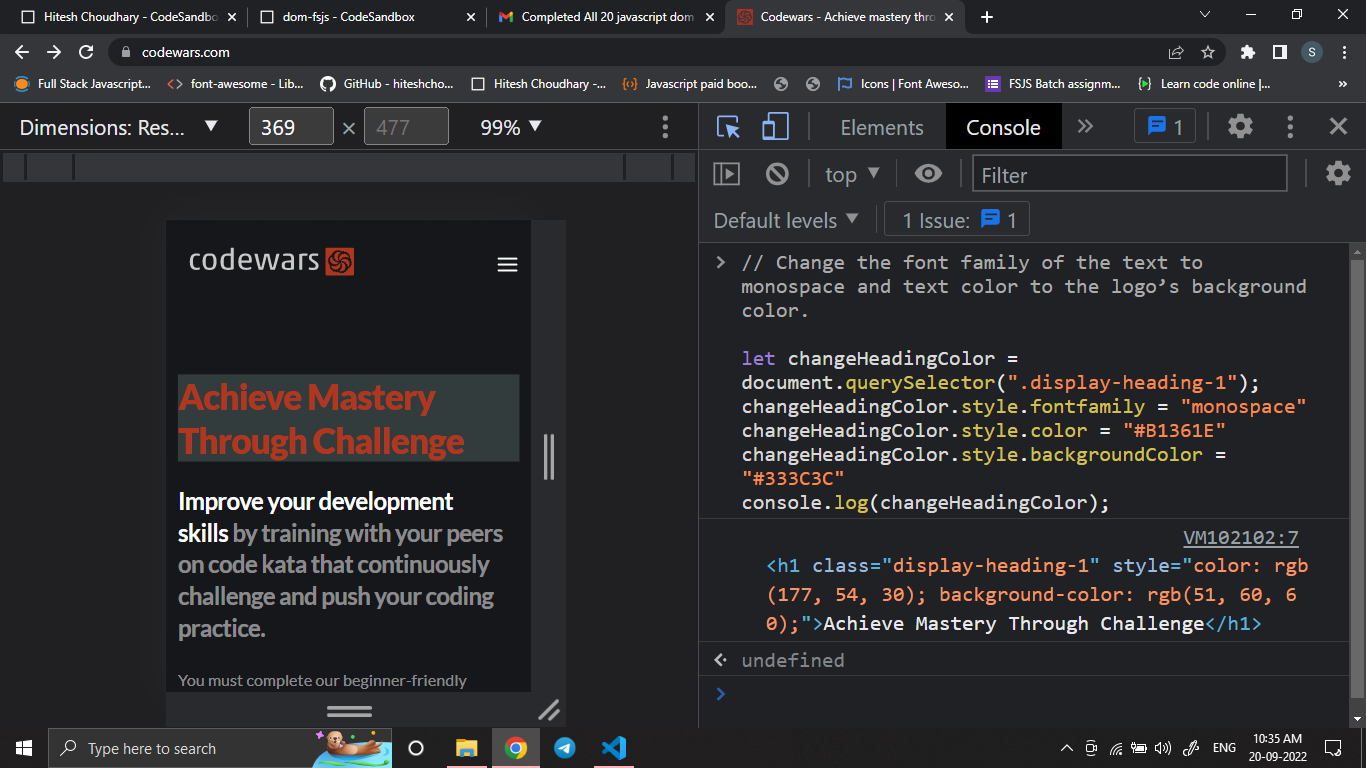 Hitesh Choudhary - CodeSandbo
dom-fsjs - CodeSandbox
Completed All 20 javascript dom
Codewars - Achieve mastery thro
codewars.com
S
Full Stack Javascript...
font-awesome - Lib...
GitHub - hiteshcho...
Hitesh Choudhary -...
Javascript paid boo...
Icons | Font Aweso...
FSJS Batch assignm...
Learn code online |...
»
Dimensions: Res...
369
×
477
99%
Elements
Console
1
top
Filter
Default levels
1 Issue:
1
codewars
Achieve Mastery
Through Challenge
Improve your development
skills by training with your peers
on code kata that continuously
challenge and push your coding
practice.
You must complete our beginner-friendly
// Change the font family of the text to
monospace and text color to the logo’s background
color.
let changeHeadingColor =
document.querySelector(".display-heading-1");
changeHeadingColor.style.fontfamily = "monospace"
changeHeadingColor.style.color = "#B1361E"
changeHeadingColor.style.backgroundColor =
"#333C3C"
console.log(changeHeadingColor);
VM102102:7
<h1 class="display-heading-1" style="color: rgb
(177, 54, 30); background-color: rgb(51, 60, 6
0);">Achieve Mastery Through Challenge</h1>
undefined
Type here to search
ENG
10:35 AM
20-09-2022